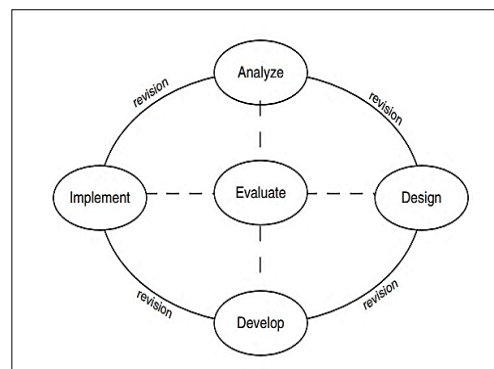 Analyze
revision
revision
Implement
Evaluate
Design
revision
revision
Develop